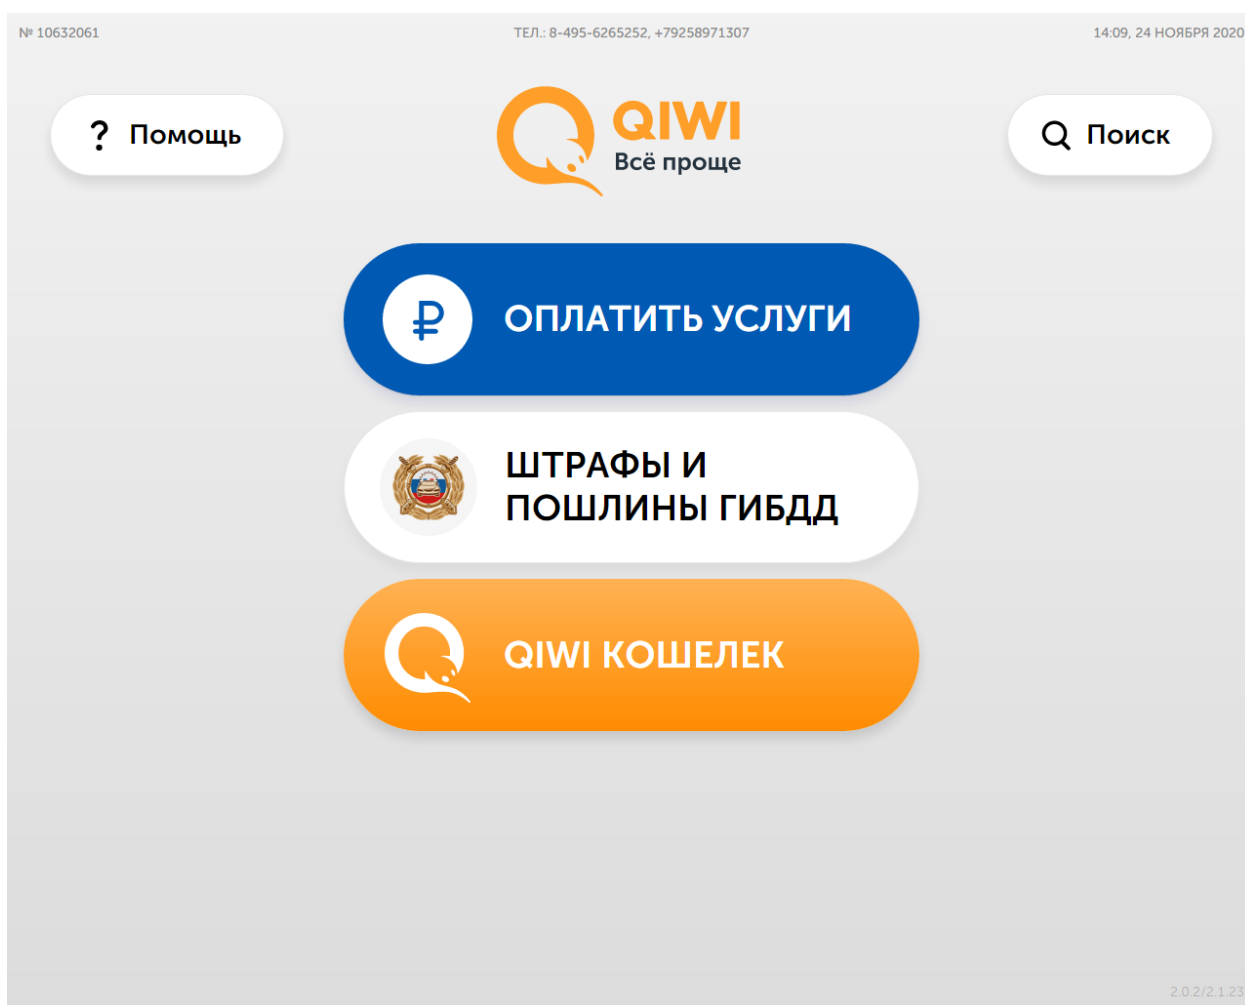 № 10632061
ТЕЛ.: 8-495-6265252, +79258971307
14:09, 24 НОЯБРЯ 2020
? Помощь
QIWI
Всё проще
Поиск
₽ ОПЛАТИТЬ УСЛУГИ
ШТРАФЫ И
ПОШЛИНЫ ГИБДД
QIWI КОШЕЛЕК
2.0.2/2.1.23